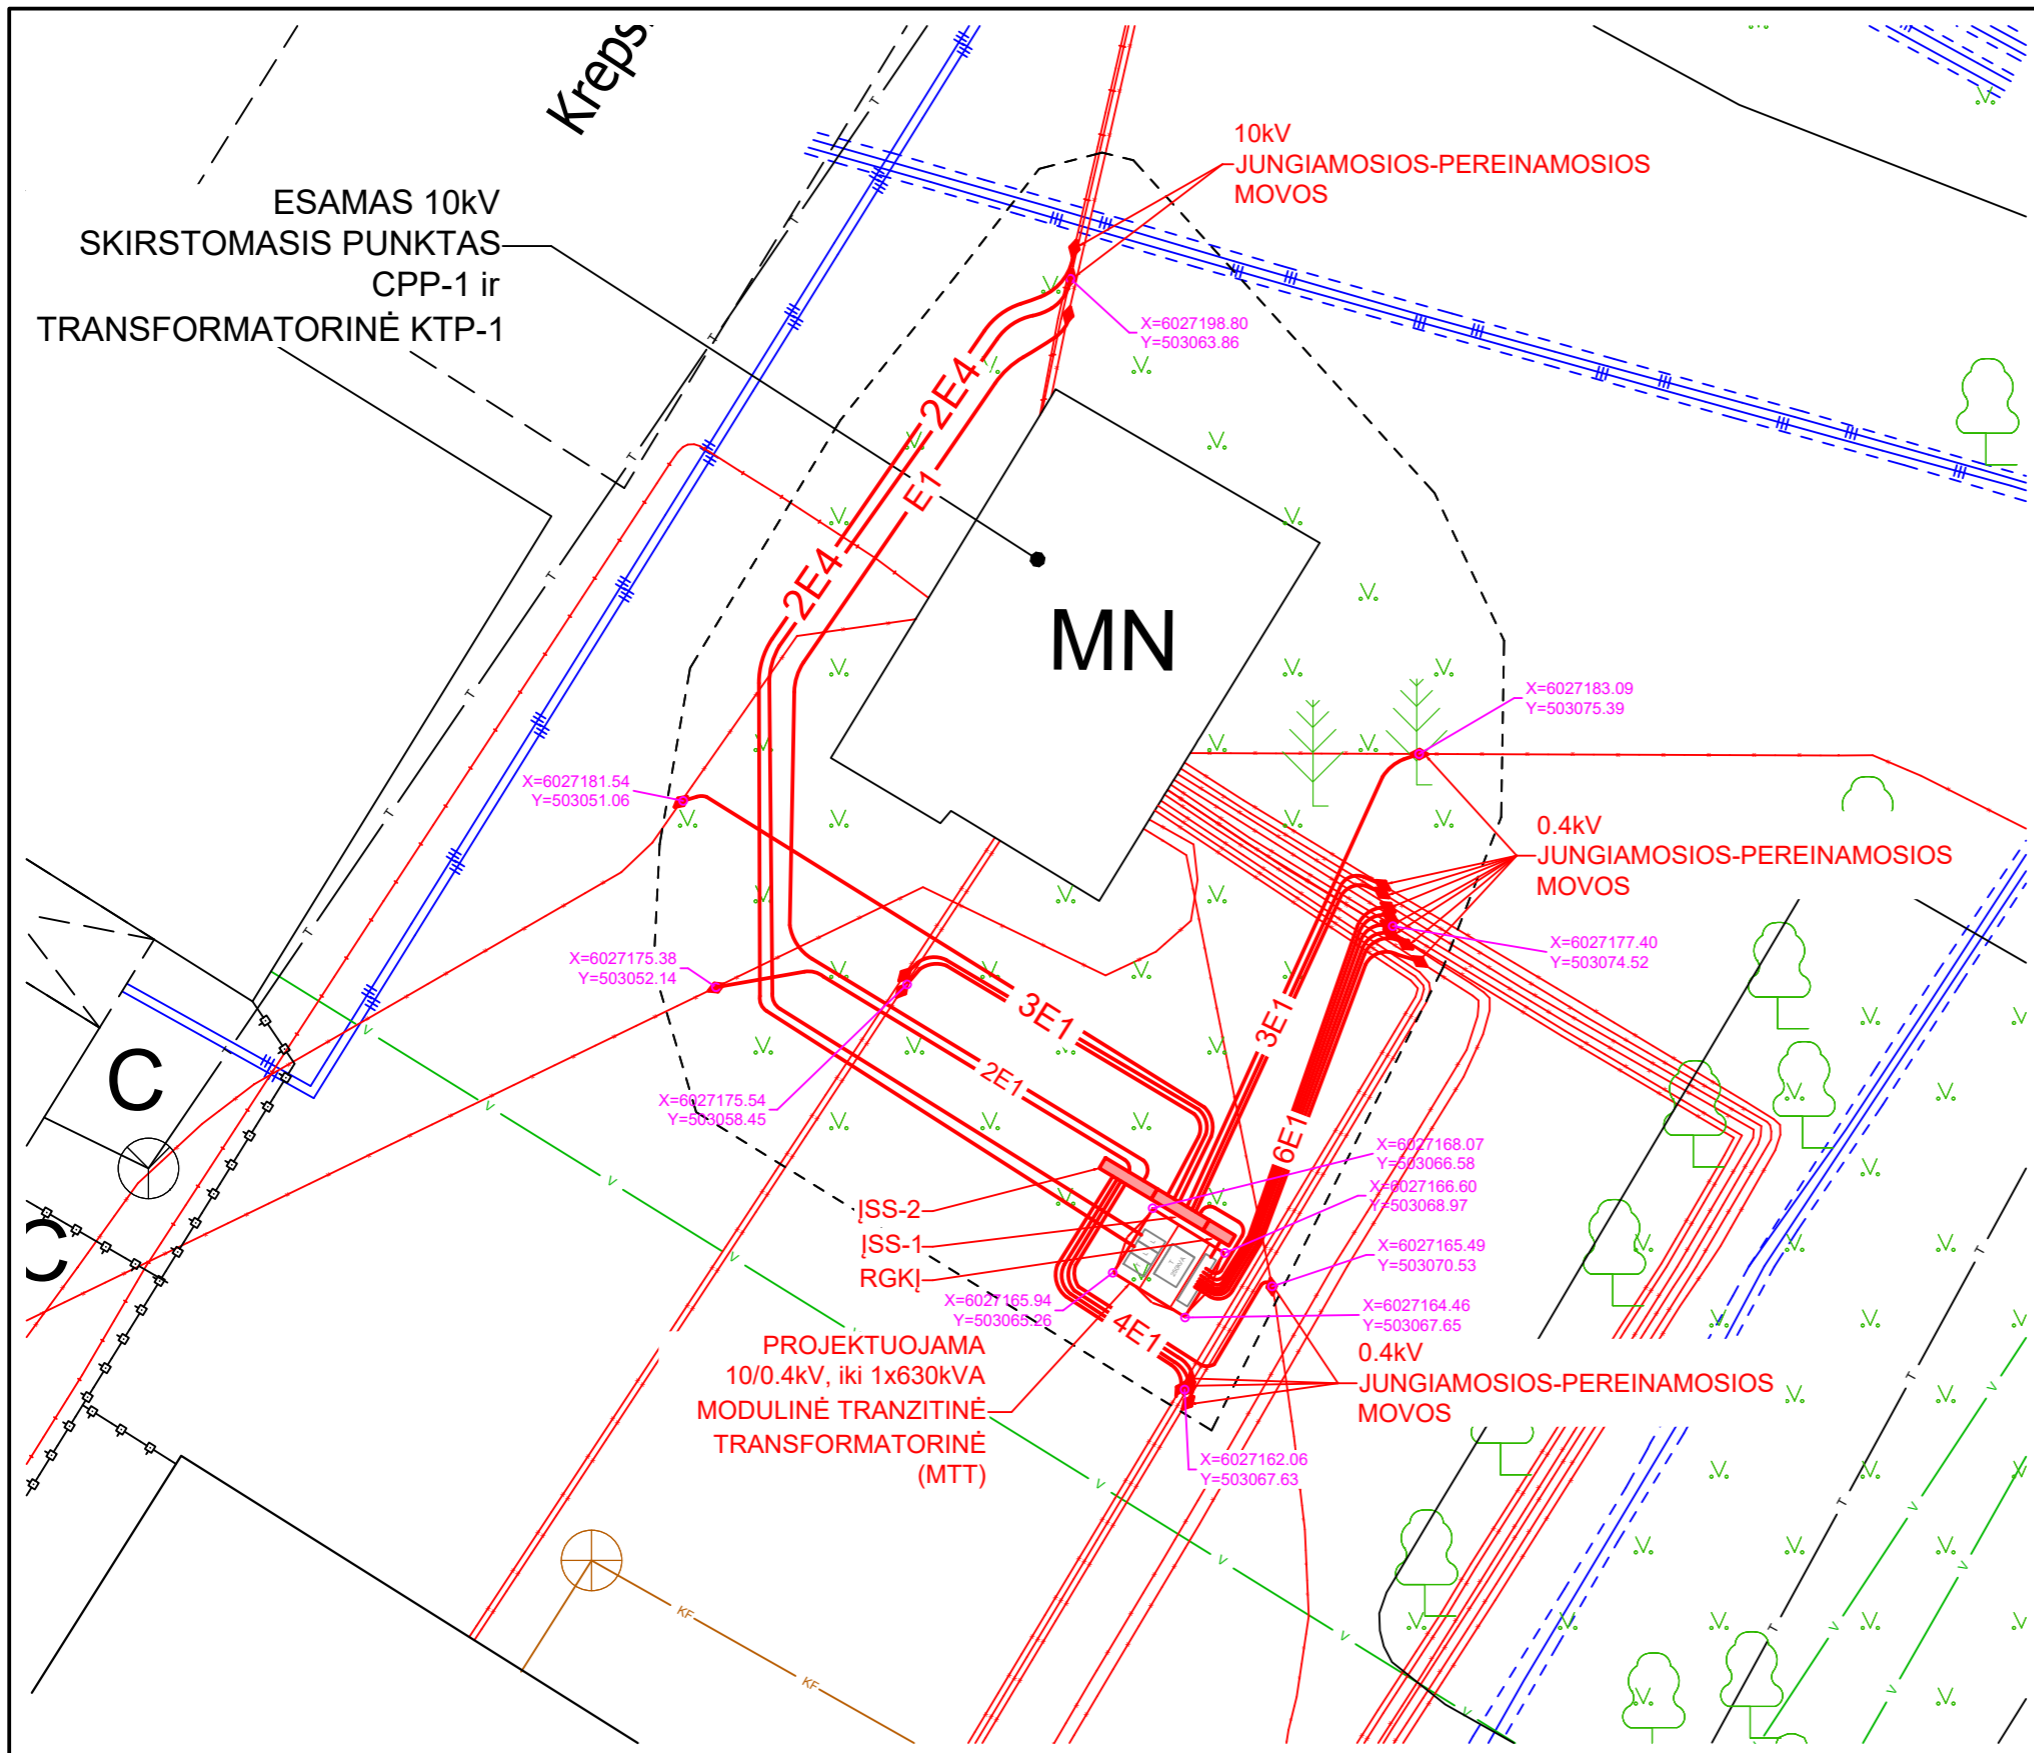 Kreps
ESAMAS 10kV
SKIRSTOMASIS PUNKTAS
CPP-1 ir
TRANSFORMATORINĖ KTP-1
10kV
JUNGIAMOSIOS-PEREINAMOSIOS
MOVOS
X=6027198.80
Y=503063.86
2E4
E1
2E4
MN
X=6027183.09
Y=503075.39
X=6027181.54
Y=503051.06
0.4kV
JUNGIAMOSIOS-PEREINAMOSIOS
MOVOS
X=6027177.40
Y=503074.52
X=6027175.38
Y=503052.14
3E1
3E1
2E1
C
X=6027175.54
Y=503058.45
6E1
X=6027168.07
Y=503066.58
X=6027166.60
Y=503068.97
ĮSS-2
ĮSS-1
RGKĮ
C
X=6027165.49
Y=503070.53
X=6027165.94
Y=503065.26
X=6027164.46
Y=503067.65
4E1
PROJEKTUOJAMA
10/0.4kV, iki 1x630kVA
MODULINĖ TRANZITINĖ
TRANSFORMATORINĖ
(MTT)
0.4kV
JUNGIAMOSIOS-PEREINAMOSIOS
MOVOS
X=6027162.06
Y=503067.63
KF
KF